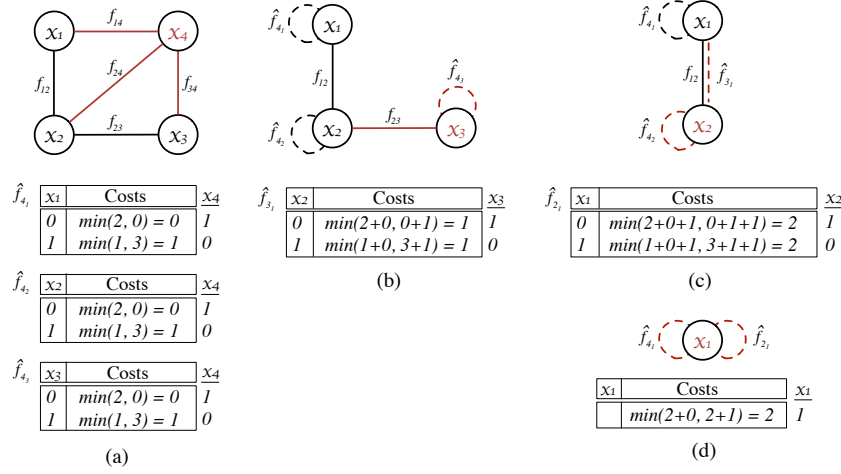 x₁
f₁₄
x₄
f₁₂
f₂₄
f₃₄
x₂
f₂₃
x₃
f̂₄₁ x₁ Costs x₄
0 min(2, 0) = 0 1
1 min(1, 3) = 1 0
f̂₄₂ x₂ Costs x₄
0 min(2, 0) = 0 1
1 min(1, 3) = 1 0
f̂₄₃ x₃ Costs x₄
0 min(2, 0) = 0 1
1 min(1, 3) = 1 0
(a)
f̂₄₁
x₁
f₁₂
f̂₄₃
f̂₄₂
x₂
f₂₃
x₃
f̂₃₁ x₂ Costs x₃
0 min(2+0, 0+1) = 1 1
1 min(1+0, 3+1) = 1 0
(b)
f̂₄₁
x₁
f₁₂
f̂₃₁
f̂₄₂
x₂
f̂₂₁ x₁ Costs x₂
0 min(2+0+1, 0+1+1) = 2 1
1 min(1+0+1, 3+1+1) = 2 0
(c)
f̂₄₁
x₁
f̂₂₁
x₁ Costs x₁
min(2+0, 2+1) = 2 1
(d)